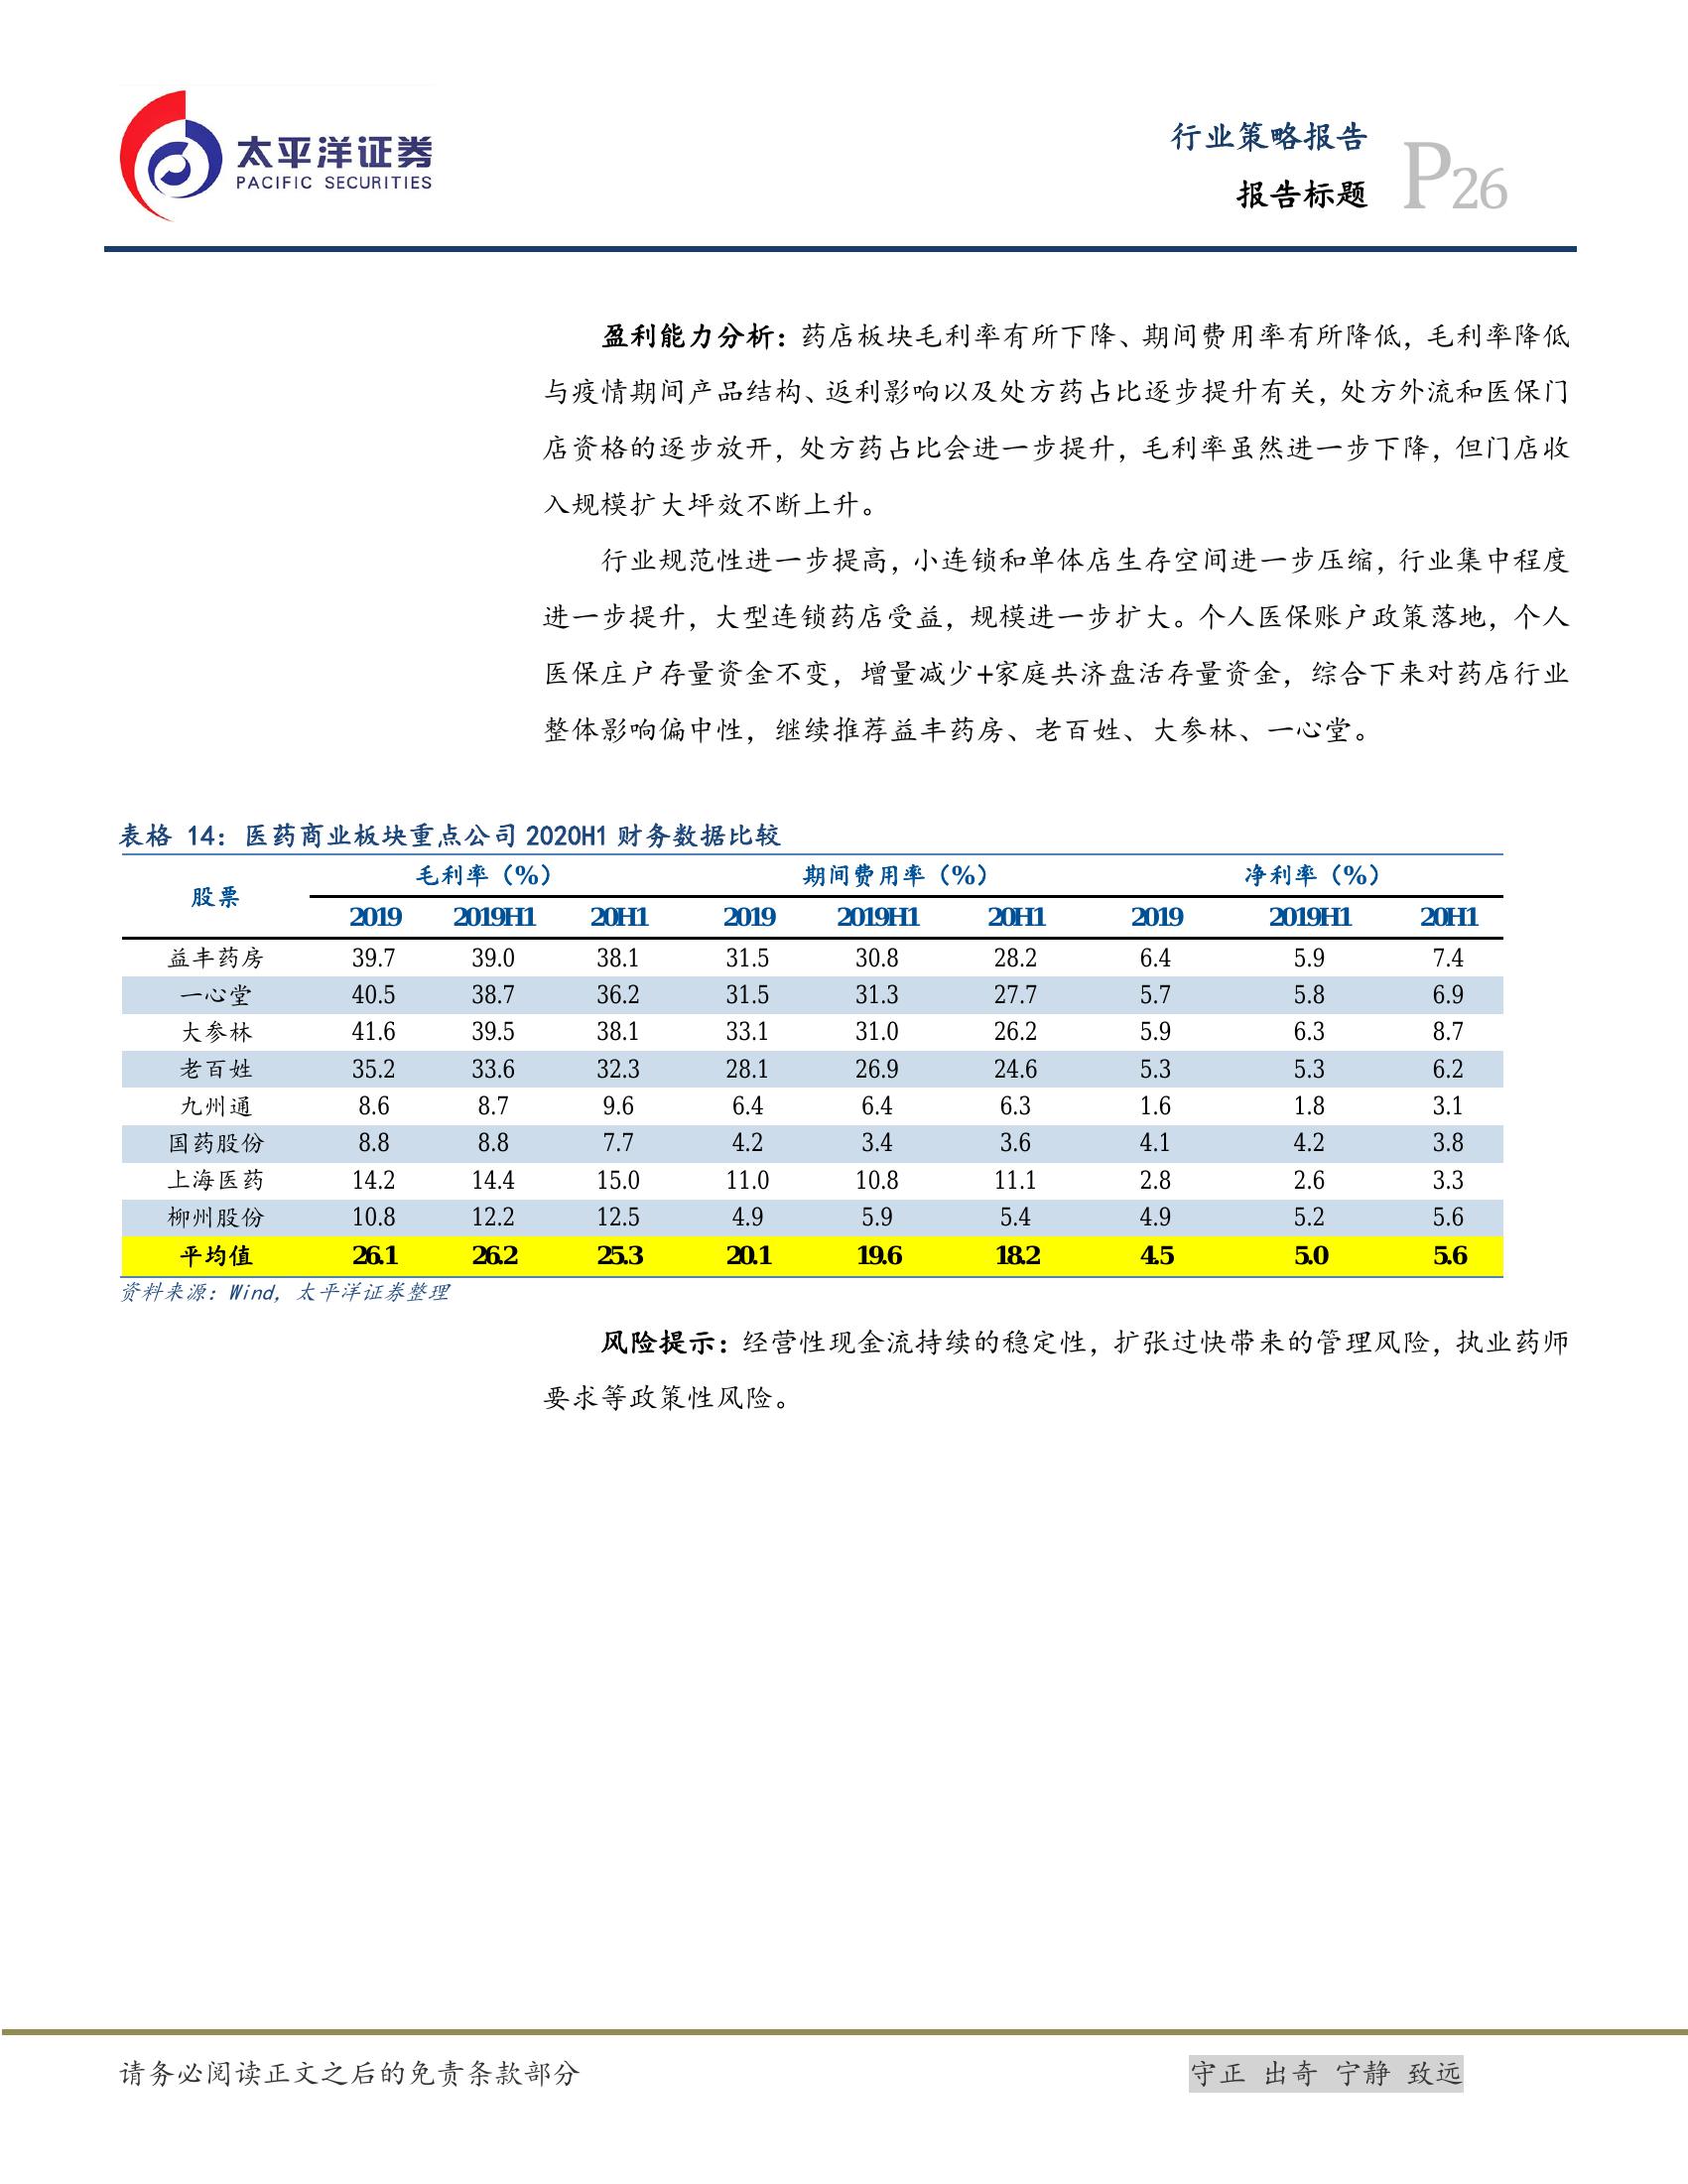 太平洋证券
PACIFIC SECURITIES
行业策略报告
报告标题 P26
盈利能力分析：药店板块毛利率有所下降、期间费用率有所降低，毛利率降低
与疫情期间产品结构、返利影响以及处方药占比逐步提升有关，处方外流和医保门
店资格的逐步放开，处方药占比会进一步提升，毛利率虽然进一步下降，但门店收
入规模扩大坪效不断上升。
行业规范性进一步提高，小连锁和单体店生存空间进一步压缩，行业集中程度
进一步提升，大型连锁药店受益，规模进一步扩大。个人医保账户政策落地，个人
医保庄户存量资金不变，增量减少+家庭共济盘活存量资金，综合下来对药店行业
整体影响偏中性，继续推荐益丰药房、老百姓、大参林、一心堂。
表格 14：医药商业板块重点公司 2020H1 财务数据比较
股票 毛利率（%） 期间费用率（%） 净利率（%）
2019 2019H1 20H1 2019 2019H1 20H1 2019 2019H1 20H1
益丰药房 39.7 39.0 38.1 31.5 30.8 28.2 6.4 5.9 7.4
一心堂 40.5 38.7 36.2 31.5 31.3 27.7 5.7 5.8 6.9
大参林 41.6 39.5 38.1 33.1 31.0 26.2 5.9 6.3 8.7
老百姓 35.2 33.6 32.3 28.1 26.9 24.6 5.3 5.3 6.2
九州通 8.6 8.7 9.6 6.4 6.4 6.3 1.6 1.8 3.1
国药股份 8.8 8.8 7.7 4.2 3.4 3.6 4.1 4.2 3.8
上海医药 14.2 14.4 15.0 11.0 10.8 11.1 2.8 2.6 3.3
柳州股份 10.8 12.2 12.5 4.9 5.9 5.4 4.9 5.2 5.6
平均值 26.1 26.2 25.3 20.1 19.6 18.2 4.5 5.0 5.6
资料来源：Wind，太平洋证券整理
风险提示：经营性现金流持续的稳定性，扩张过快带来的管理风险，执业药师
要求等政策性风险。
请务必阅读正文之后的免责条款部分
守正 出奇 宁静 致远